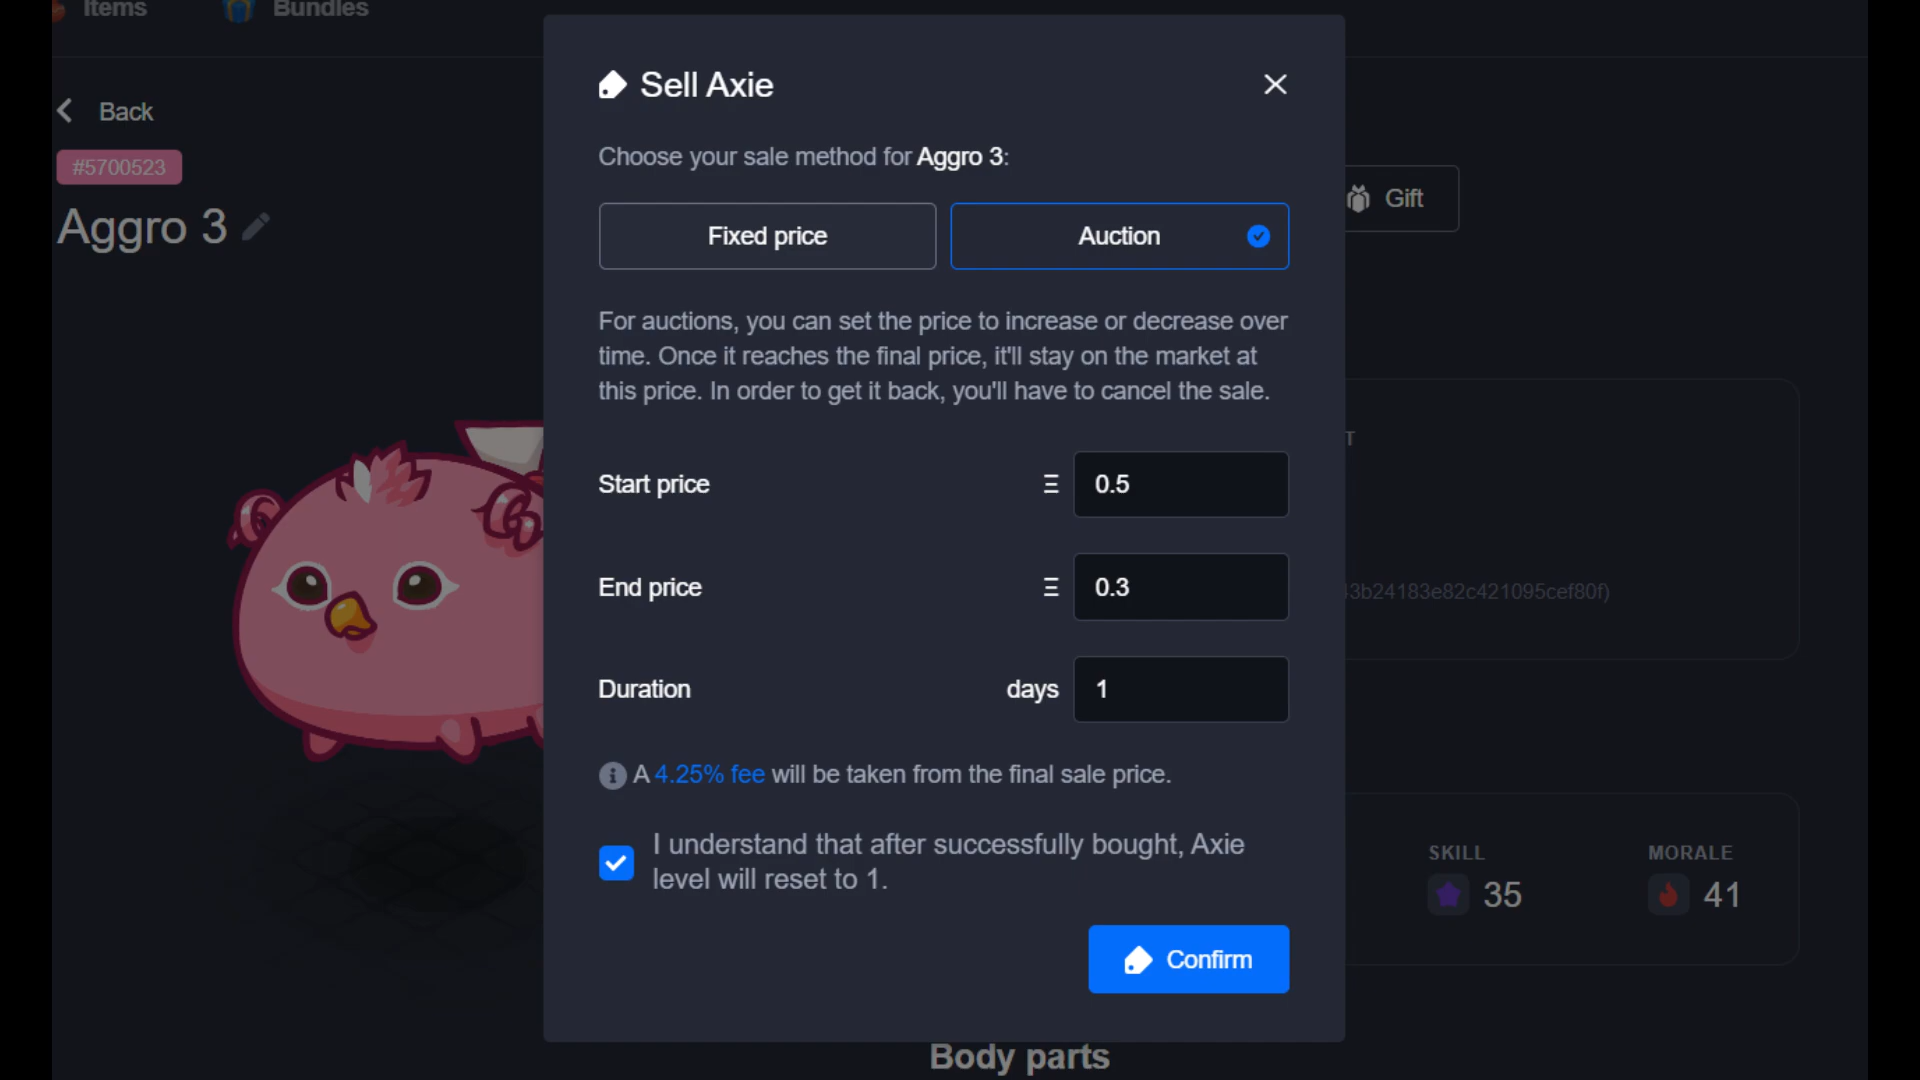 Items
Bundles
Back
#5700523
Aggro 3
Sell Axie
Choose your sale method for Aggro 3:
Fixed price
Auction
Gift
For auctions, you can set the price to increase or decrease over
time. Once it reaches the final price, it'll stay on the market at
this price. In order to get it back, you'll have to cancel the sale.
T
Start price
Ξ 0.5
End price
Ξ 0.3
3b24183e82c421095cef80f)
Duration
days 1
A 4.25% fee will be taken from the final sale price.
I understand that after successfully bought, Axie
level will reset to 1.
SKILL
35
MORALE
41
Confirm
Body parts